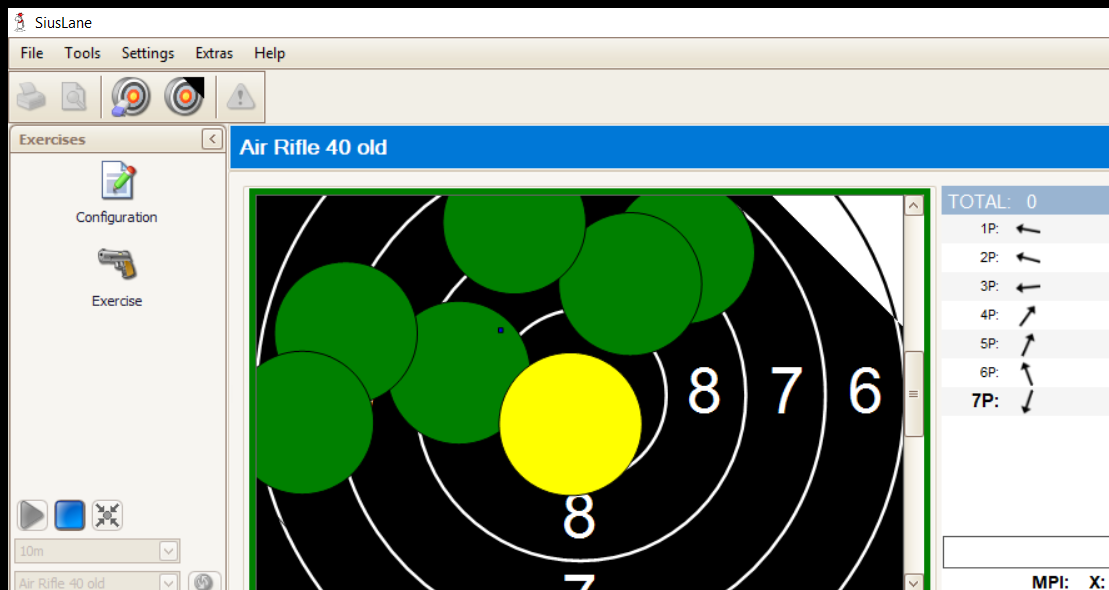 SiusLane
File Tools Settings Extras Help
Exercises
Configuration
Exercise
10m
Air Rifle 40 old
Air Rifle 40 old
8 7 6
8
7
TOTAL: 0
1P:
2P:
3P:
4P:
5P:
6P:
7P:
MPI: X: